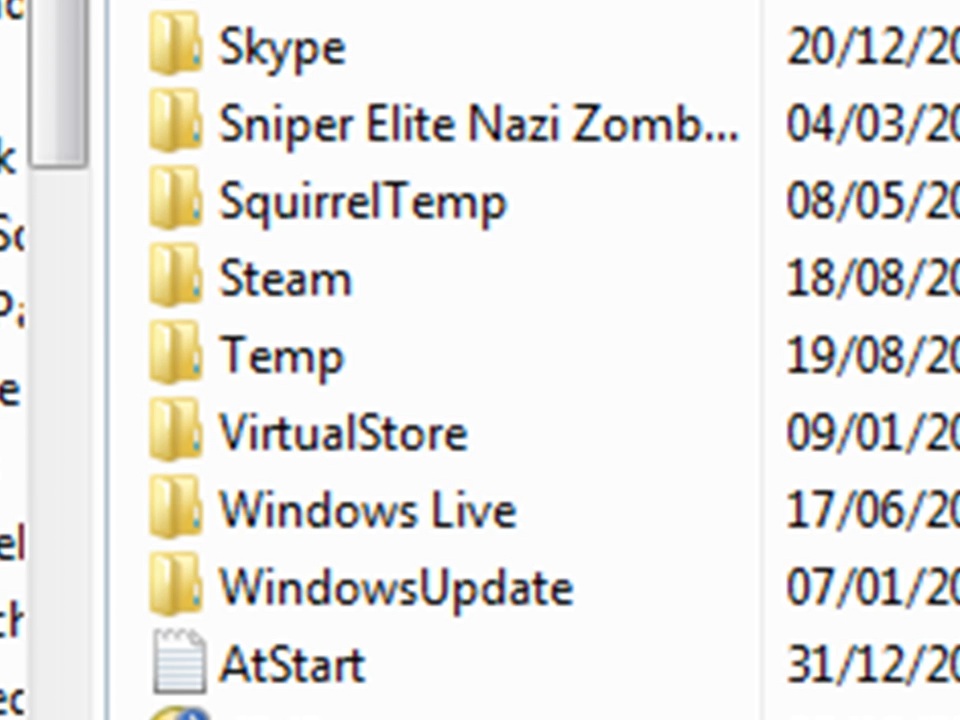 Skype 20/12/20
Sniper Elite Nazi Zomb... 04/03/20
SquirrelTemp 08/05/20
Steam 18/08/20
Temp 19/08/20
VirtualStore 09/01/20
Windows Live 17/06/20
WindowsUpdate 07/01/20
AtStart 31/12/20